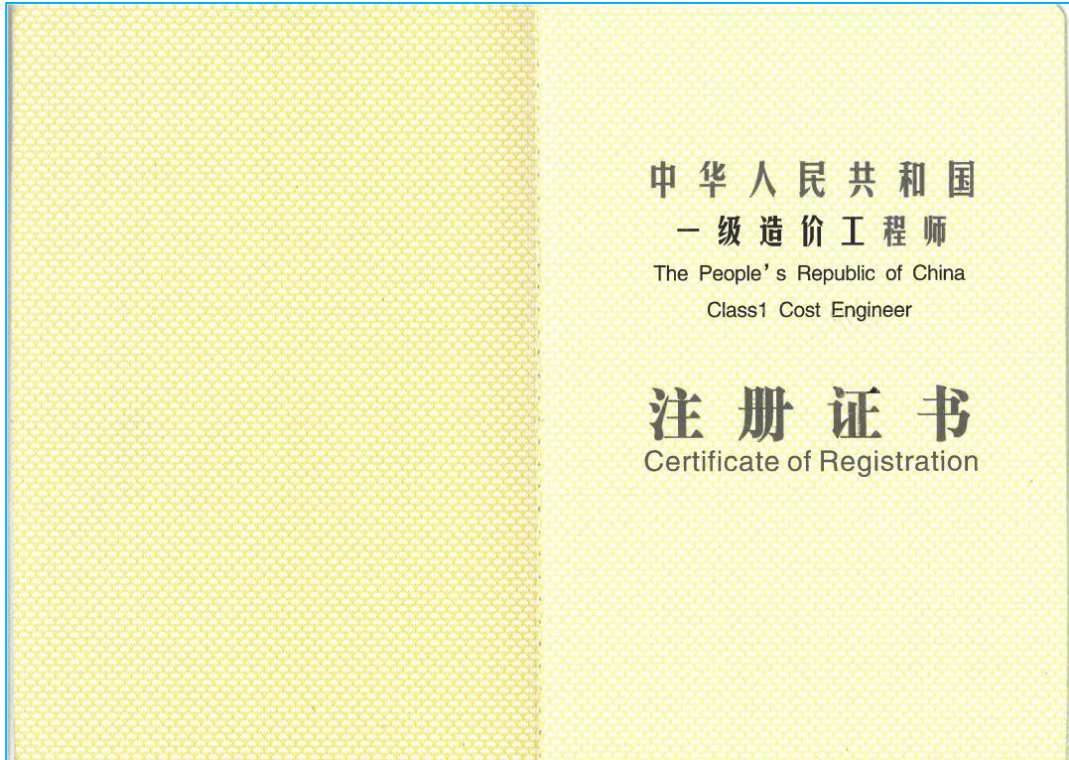 中华人民共和国
一级造价工程师
The People's Republic of China
Class1 Cost Engineer
注册证书
Certificate of Registration